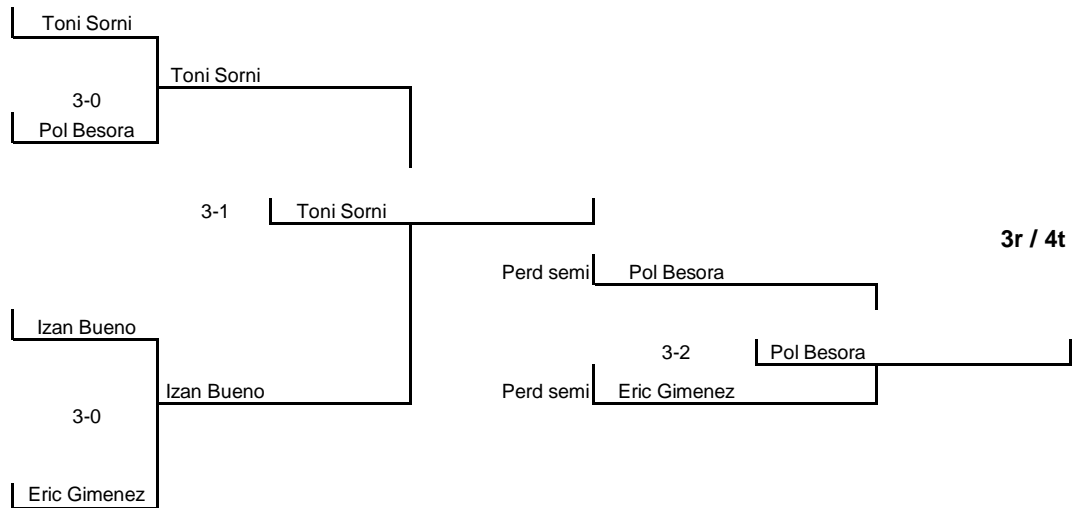 Toni Sorni
Toni Sorni
3-0
Pol Besora
3-1 Toni Sorni
3r / 4t
Perd semi Pol Besora
Izan Bueno
3-2 Pol Besora
Izan Bueno
Perd semi Eric Gimenez
3-0
Eric Gimenez